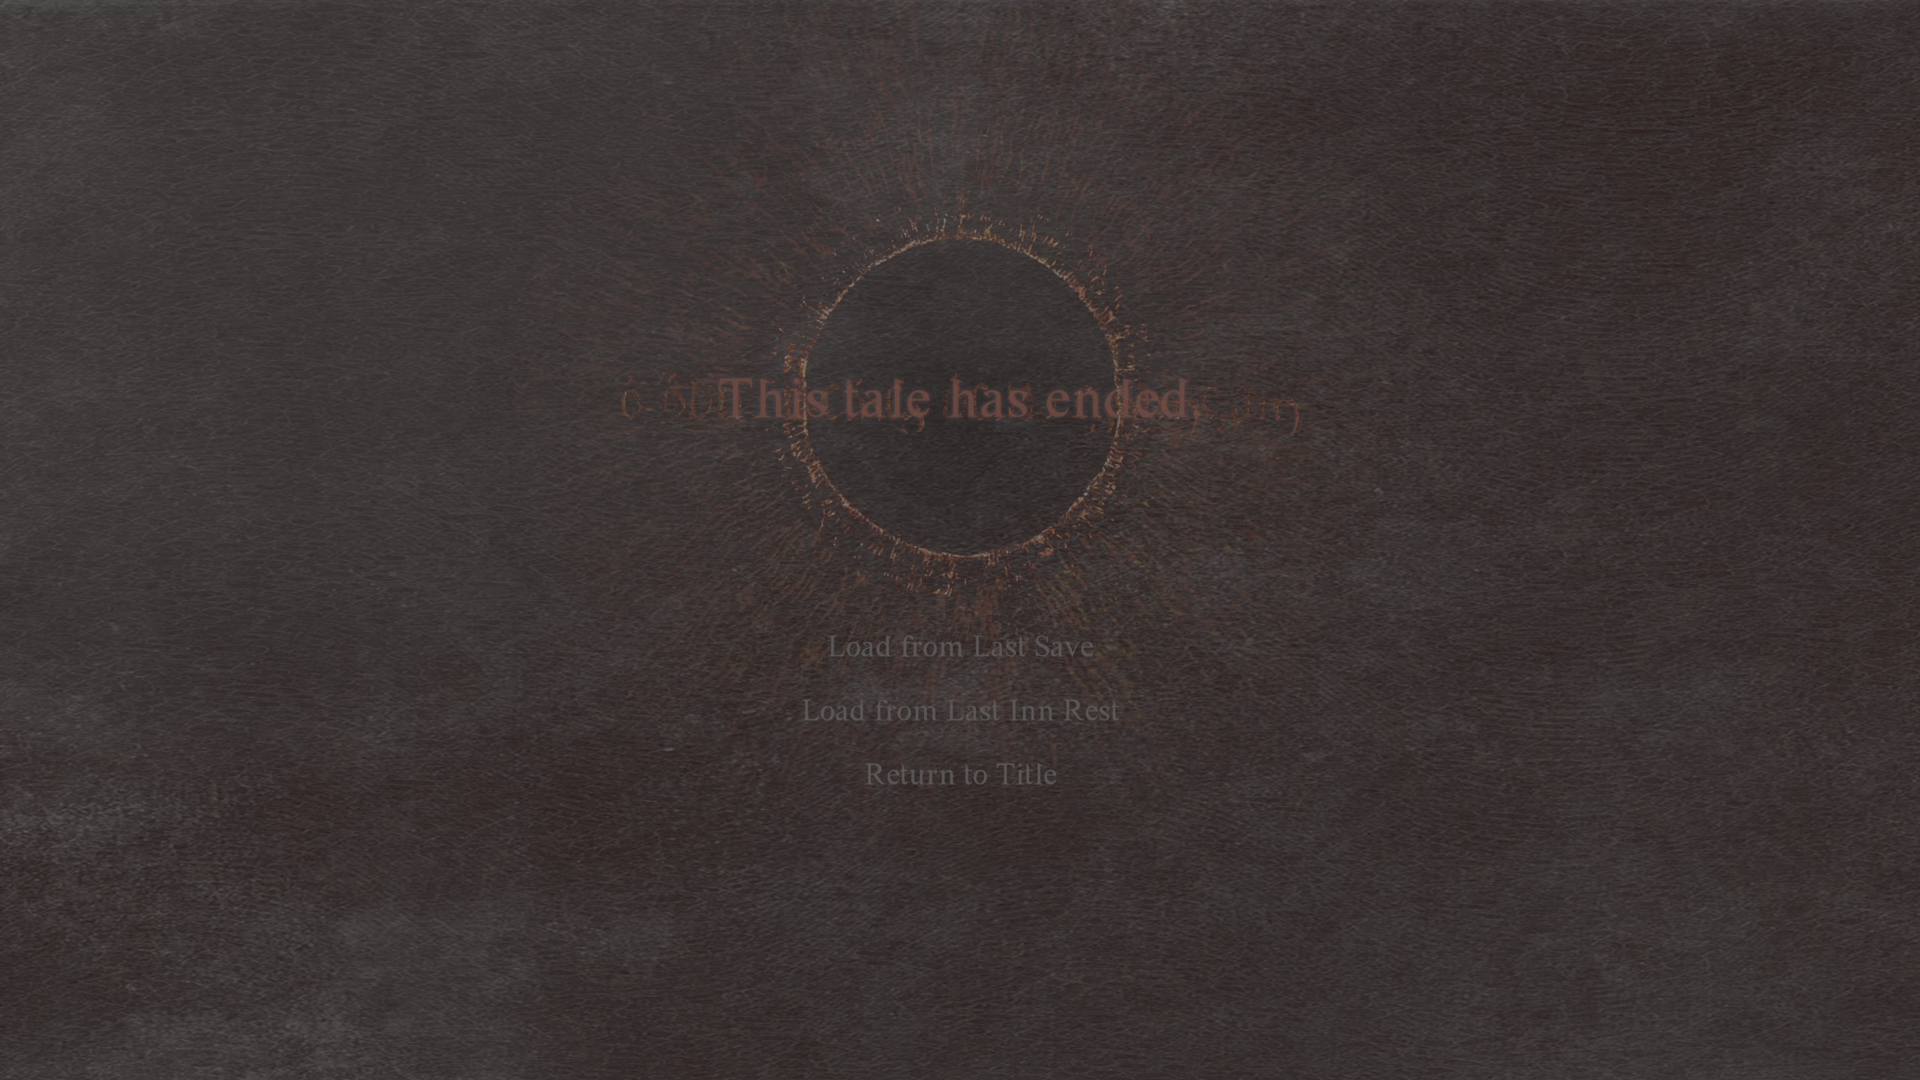 This tale has ended.
Load from Last Save
Load from Last Inn Rest
Return to Title